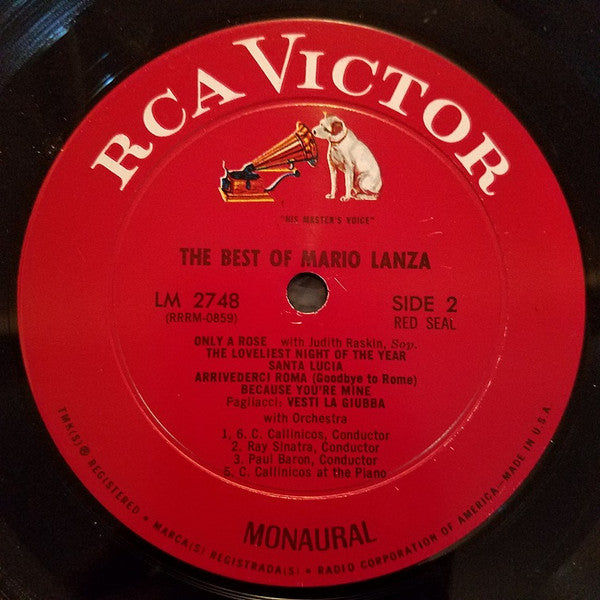 RCA VICTOR
"HIS MASTER'S VOICE"
THE BEST OF MARIO LANZA
LM 2748
(RRRM-0859)
SIDE 2
RED SEAL
ONLY A ROSE with Judith Raskin, Sop.
THE LOVELIEST NIGHT OF THE YEAR
SANTA LUCIA
ARRIVEDERCI ROMA (Goodbye to Rome)
BECAUSE YOU'RE MINE
Pagliacci: VESTI LA GIUBBA
with Orchestra
1, 6. C. Callinicos, Conductor
2. Ray Sinatra, Conductor
3. Paul Baron, Conductor
5. C. Callinicos at the Piano
MONAURAL
TMK(S) ® REGISTERED • MARCA(S) REGISTRADA(S) • RADIO CORPORATION OF AMERICA—MADE IN U.S.A.